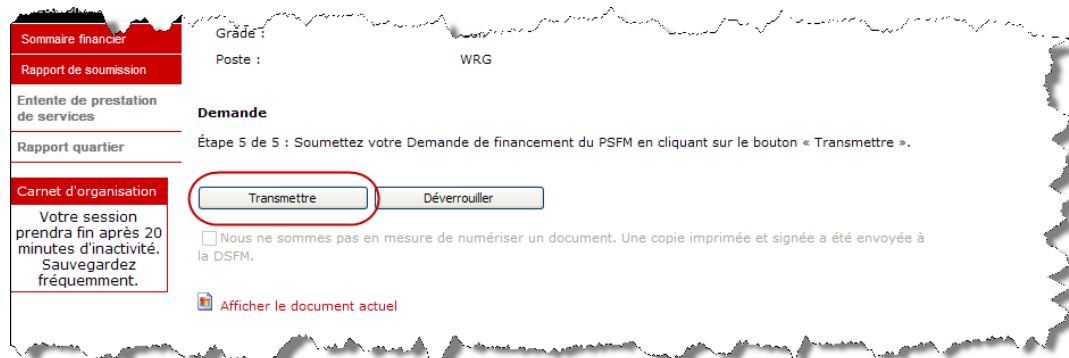 Sommaire financier
Rapport de soumission
Entente de prestation
de services
Rapport quartier
Carnet d'organisation
Votre session
prendra fin après 20
minutes d'inactivité.
Sauvegardez
fréquemment.
Grade :
Poste : WRG
Demande
Étape 5 de 5 : Soumettez votre Demande de financement du PSFM en cliquant sur le bouton « Transmettre ».
Transmettre Déverrouiller
Nous ne sommes pas en mesure de numériser un document. Une copie imprimée et signée a été envoyée à
la DSFM.
Afficher le document actuel